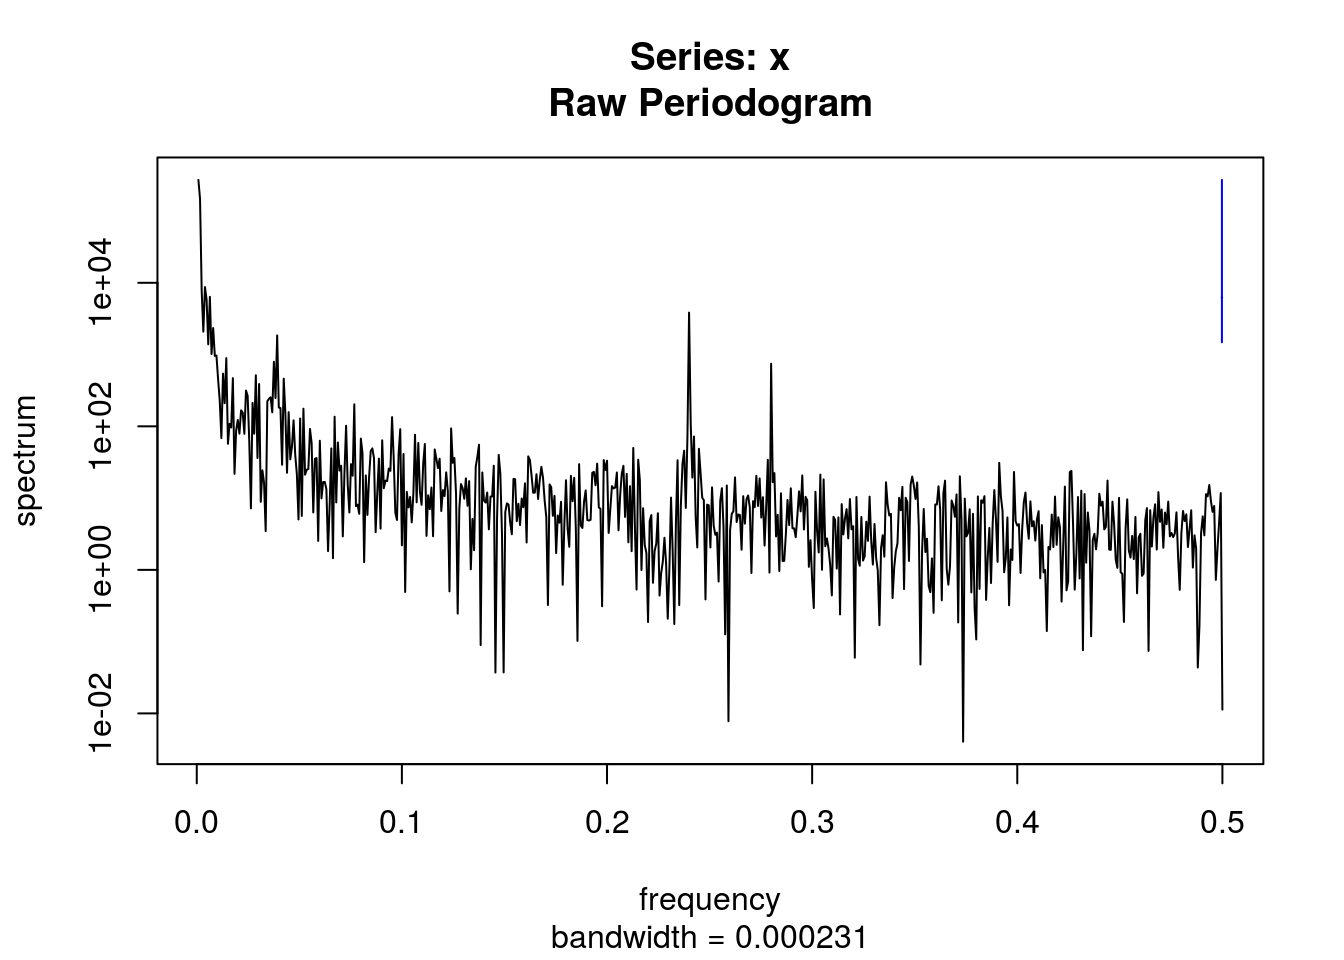 Series: x
Raw Periodogram
spectrum
1e+04
1e+02
1e+00
1e-02
0.0 0.1 0.2 0.3 0.4 0.5
frequency
bandwidth = 0.000231